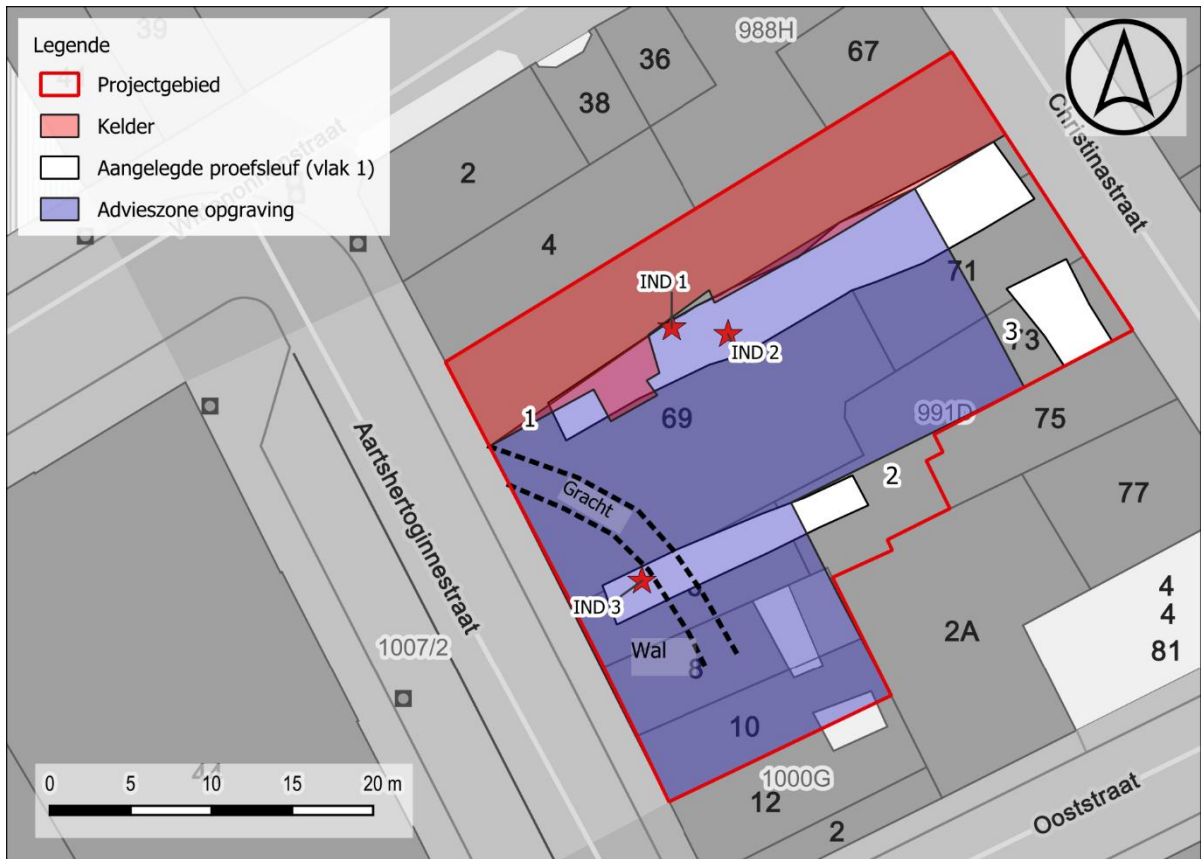 Legende
Projectgebied
Kelder
Aangelegde proefsleuf (vlak 1)
Advieszone opgraving
39
988H
67
36
38
2
4
Christinastraat
IND 1
IND 2
71
3
73
1
69
991D
75
2
77
Gracht
Aartshertoginnestraat
IND 3
Wal
8
2A
4
4
81
1007/2
10
1000G
12
2
Ooststraat
0 5 10 15 20 m
44